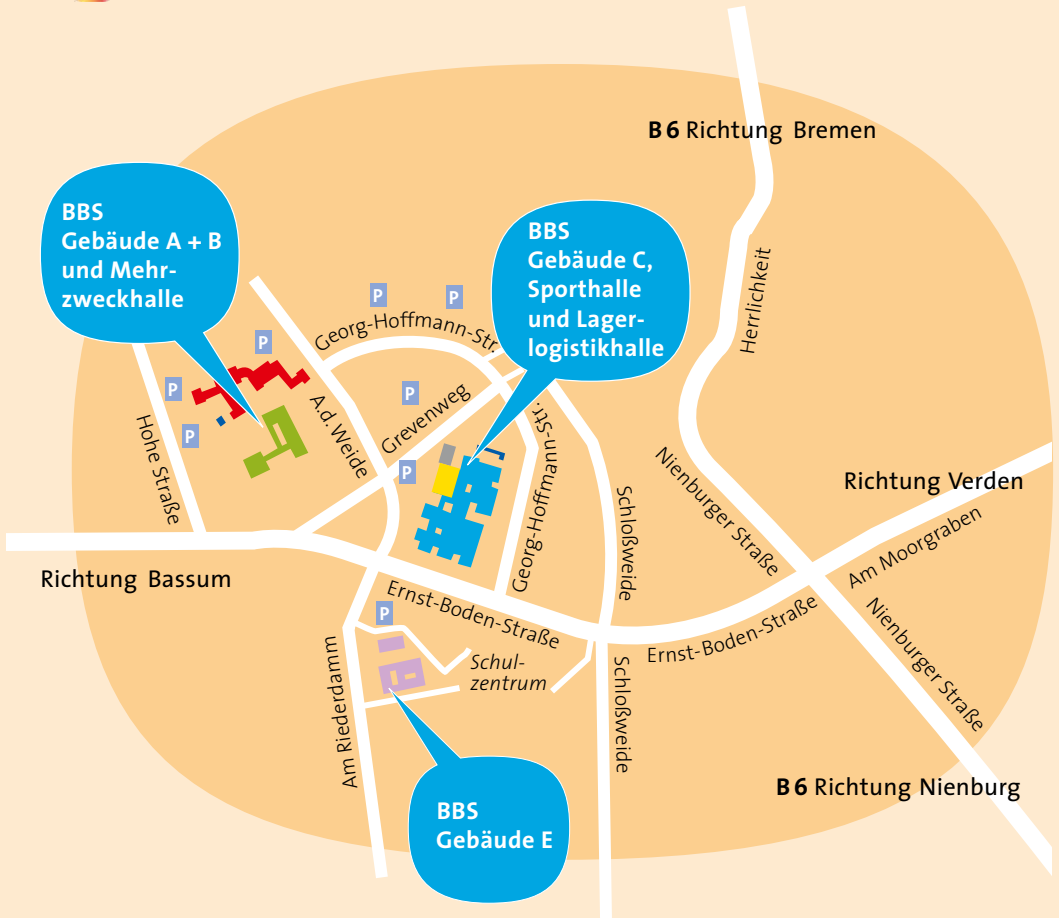 B 6 Richtung Bremen
BBS
Gebäude A + B
und Mehr-
zweckhalle
BBS
Gebäude C,
Sporthalle
und Lager-
logistikhalle
Herrlichkeit
P
P
Georg-Hoffmann-Str.
P
P
P
A.d. Weide
Grevenweg
P
Hohe Straße
P
Georg-Hoffmann-Str.
Schloßweide
Nienburger Straße
Richtung Verden
Am Moorgraben
Richtung Bassum
Ernst-Boden-Straße
P
Ernst-Boden-Straße
Nienburger Straße
Schul-
zentrum
Am Riederdamm
Schloßweide
B 6 Richtung Nienburg
BBS
Gebäude E